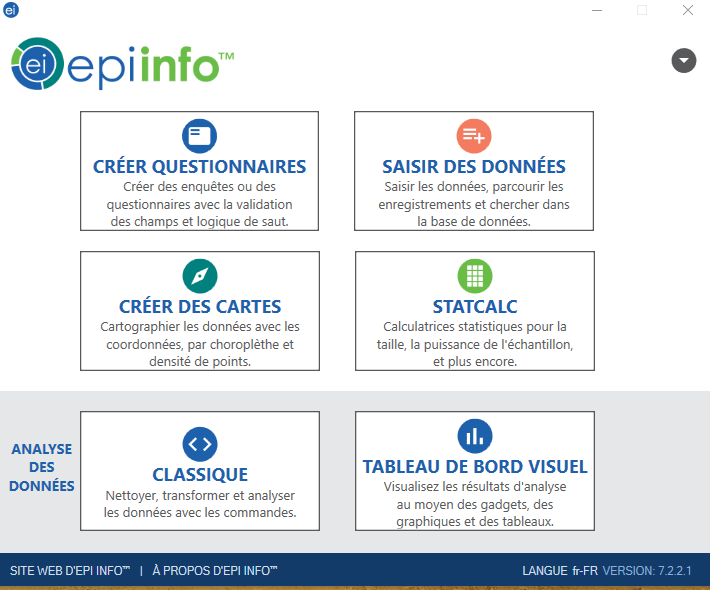 ei
ei epi info™
CRÉER QUESTIONNAIRES
Créer des enquêtes ou des
questionnaires avec la validation
des champs et logique de saut.
SAISIR DES DONNÉES
Saisir les données, parcourir les
enregistrements et chercher dans
la base de données.
CRÉER DES CARTES
Cartographier les données avec les
coordonnées, par choroplèthe et
densité de points.
STATCALC
Calculatrices statistiques pour la
taille, la puissance de l'échantillon,
et plus encore.
ANALYSE
DES
DONNÉES
CLASSIQUE
Nettoyer, transformer et analyser
les données avec les commandes.
TABLEAU DE BORD VISUEL
Visualisez les résultats d'analyse
au moyen des gadgets, des
graphiques et des tableaux.
SITE WEB D'EPI INFO™ | À PROPOS D'EPI INFO™ LANGUE fr-FR VERSION: 7.2.2.1